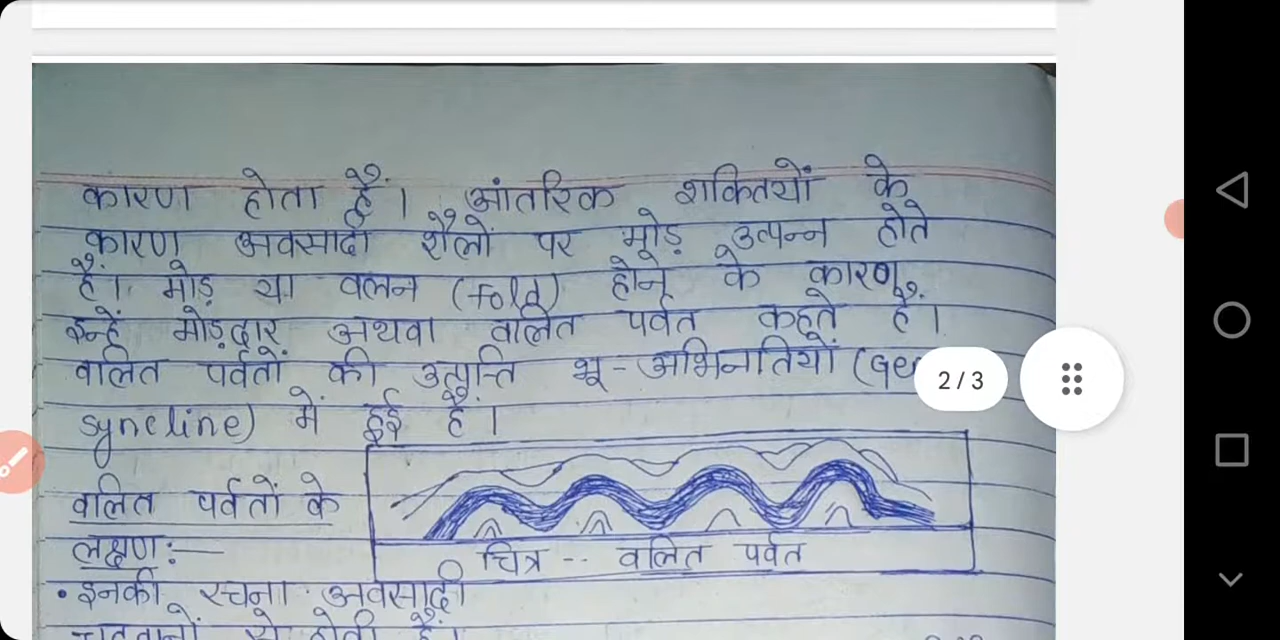 कारण होता है। आंतरिक शक्तियों के
कारण अवसादी शैलों पर मोड़ उत्पन्न होते
हैं। मोड़ या वलन (Fold) होने के कारण
इन्हें मोड़दार अथवा वलित पर्वत कहते हैं।
वलित पर्वतों की उत्पत्ति भू-अभिनतियों (Ge
syncline) में हुई है।
2/3
वलित पर्वतों के
लक्षण:—
चित्र -- वलित पर्वत
• इनकी रचना अवसादी
चट्टानों से होती है।